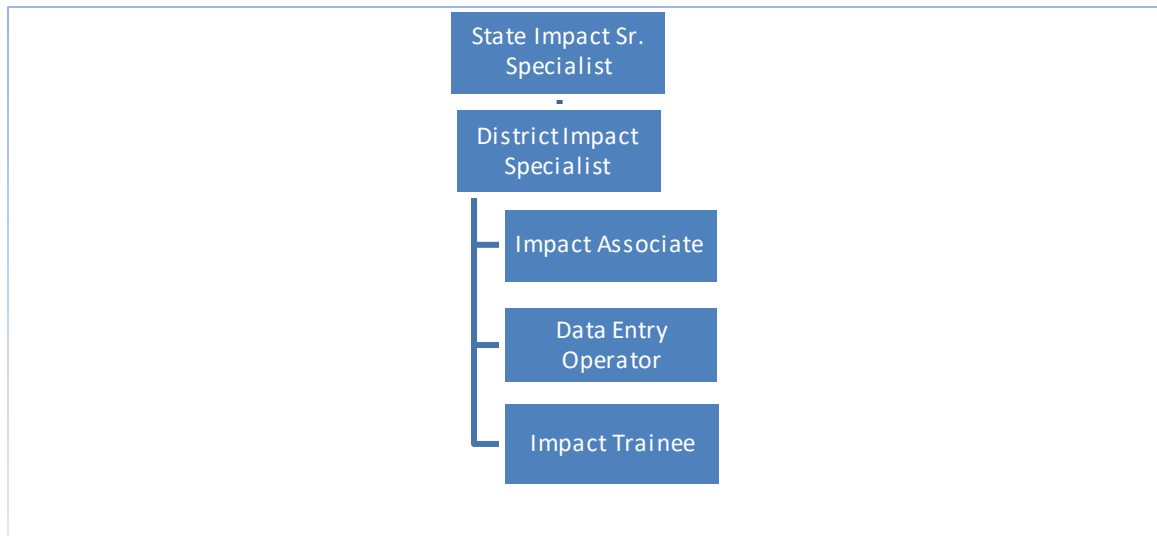 State Impact Sr.
Specialist
District Impact
Specialist
Impact Associate
Data Entry
Operator
Impact Trainee